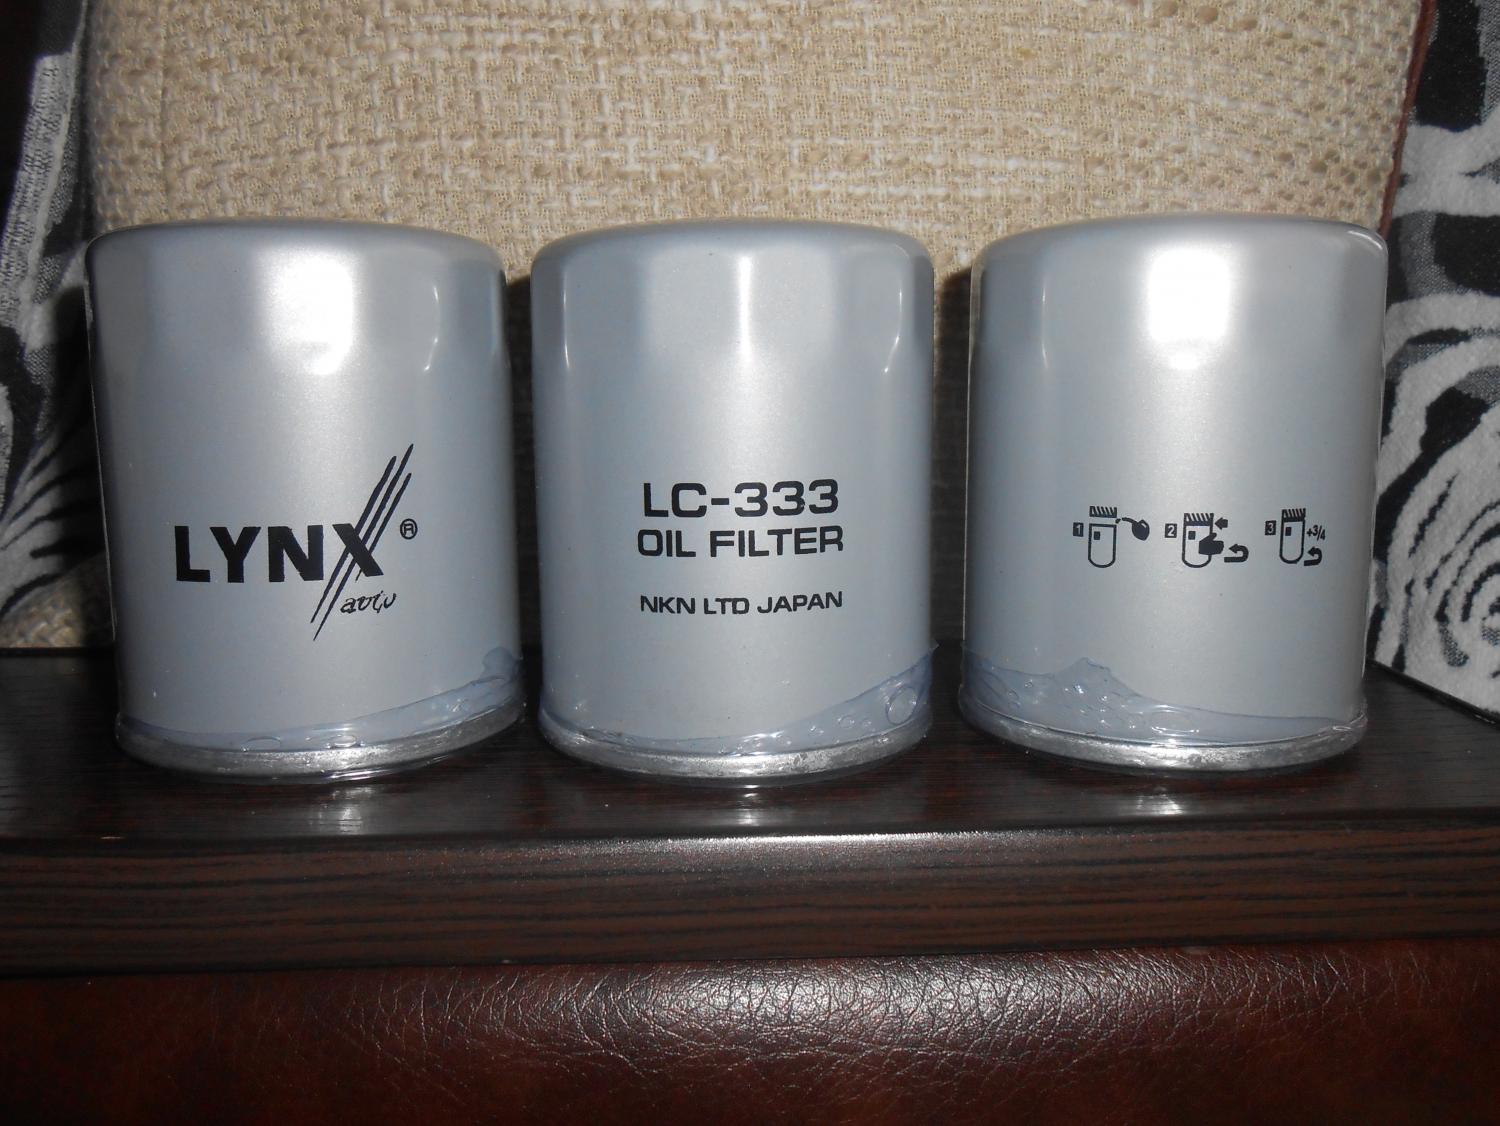 LYNX®
auto
LC-333
OIL FILTER
NKN LTD JAPAN
1 2 3 +3/4